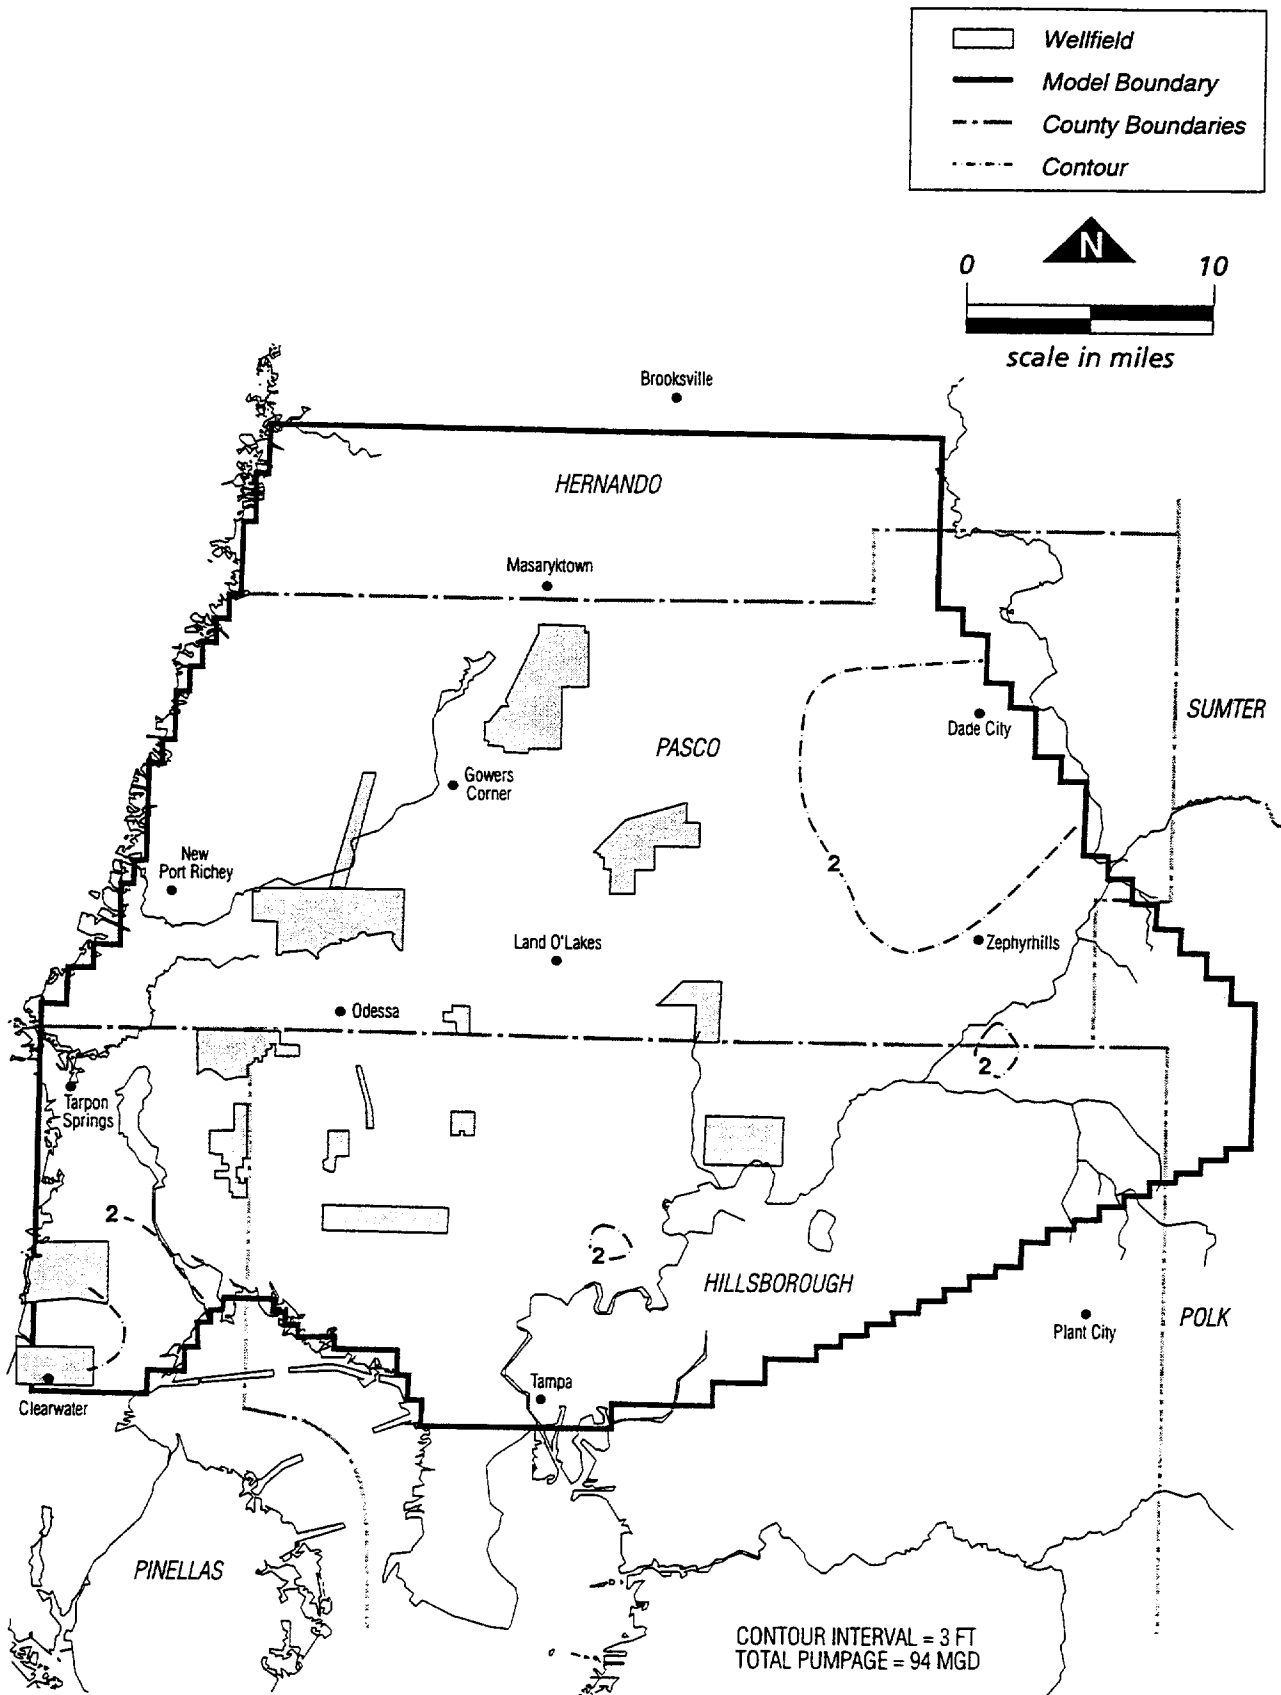 Wellfield
Model Boundary
County Boundaries
Contour
N
0
10
scale in miles
Brooksville
HERNANDO
Masaryktown
SUMTER
Dade City
PASCO
Gowers
Corner
New
Port Richey
2
Land O'Lakes
Zephyrhills
Odessa
2
Tarpon
Springs
2
2
HILLSBOROUGH
Plant City
POLK
Tampa
Clearwater
PINELLAS
CONTOUR INTERVAL = 3 FT
TOTAL PUMPAGE = 94 MGD